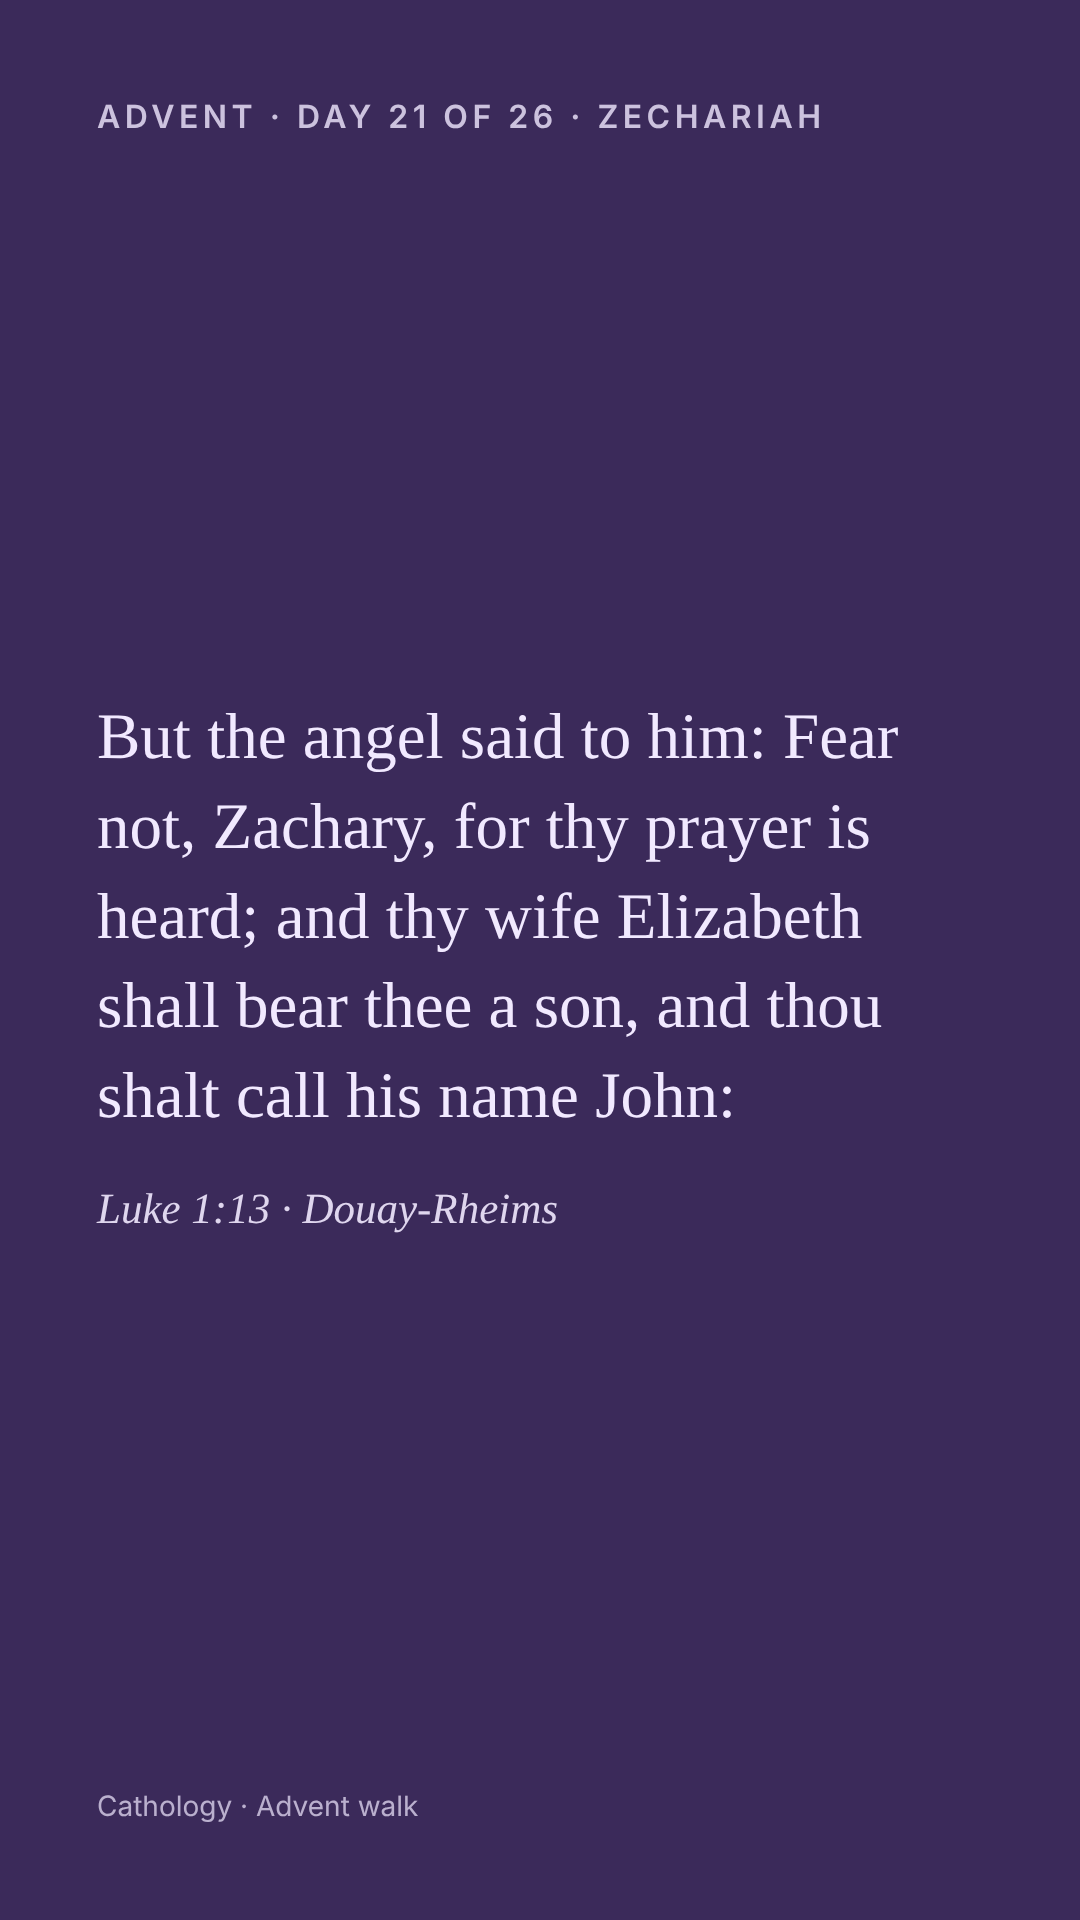 ADVENT · DAY 21 OF 26 · ZECHARIAH
But the angel said to him: Fear
not, Zachary, for thy prayer is
heard; and thy wife Elizabeth
shall bear thee a son, and thou
shalt call his name John:
Luke 1:13 · Douay-Rheims
Cathology · Advent walk